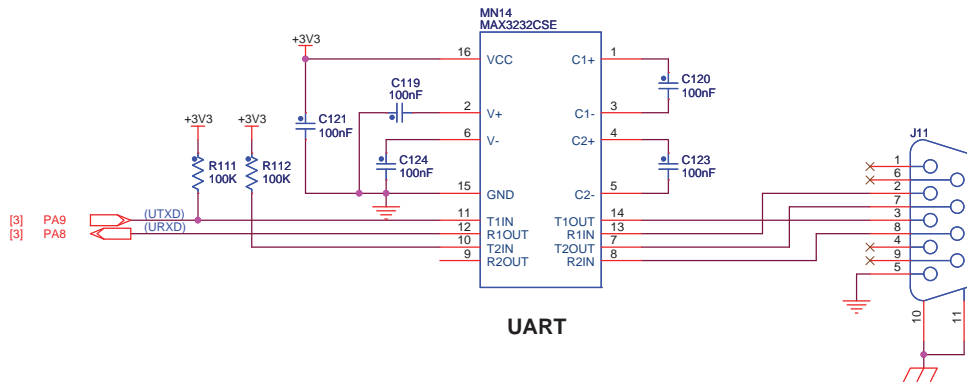 MN14
MAX3232CSE
+3V3
16 VCC C1+ 1
C119
100nF
C120
100nF
2 V+ C1- 3
+3V3 +3V3
C121
100nF
6 V- C2+ 4
J11
R111
100K
R112
100K
C124
100nF
C123
100nF
1
6
15 GND C2- 5
2
7
[3] PA9 (UTXD) 11 T1IN T1OUT 14 3
[3] PA8 (URXD) 12 R1OUT R1IN 13 8
10 T2IN T2OUT 7 4
9 R2OUT R2IN 8 9
5
UART
10
11